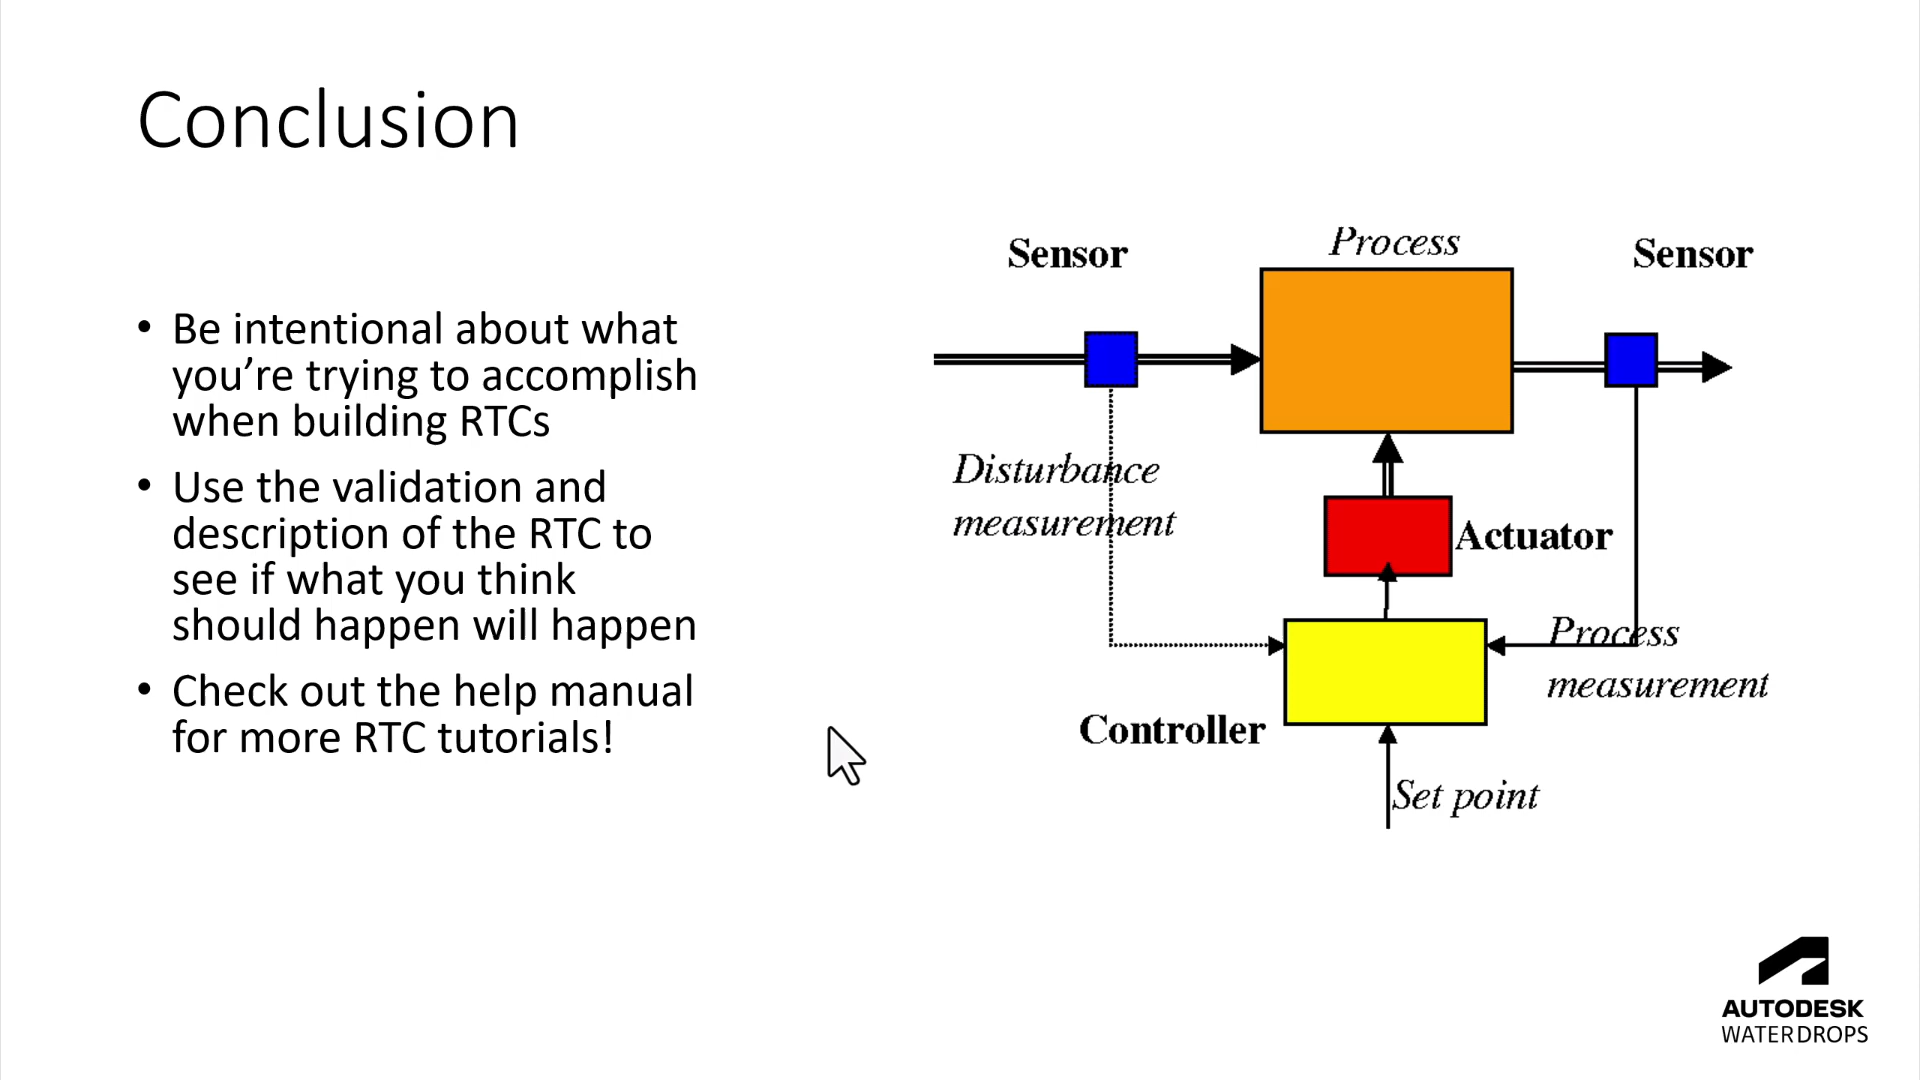 Conclusion
• Be intentional about what
you’re trying to accomplish
when building RTCs
• Use the validation and
description of the RTC to
see if what you think
should happen will happen
• Check out the help manual
for more RTC tutorials!
Sensor
Process
Sensor
Disturbance
measurement
Actuator
Process
measurement
Controller
Set point
AUTODESK
WATER DROPS